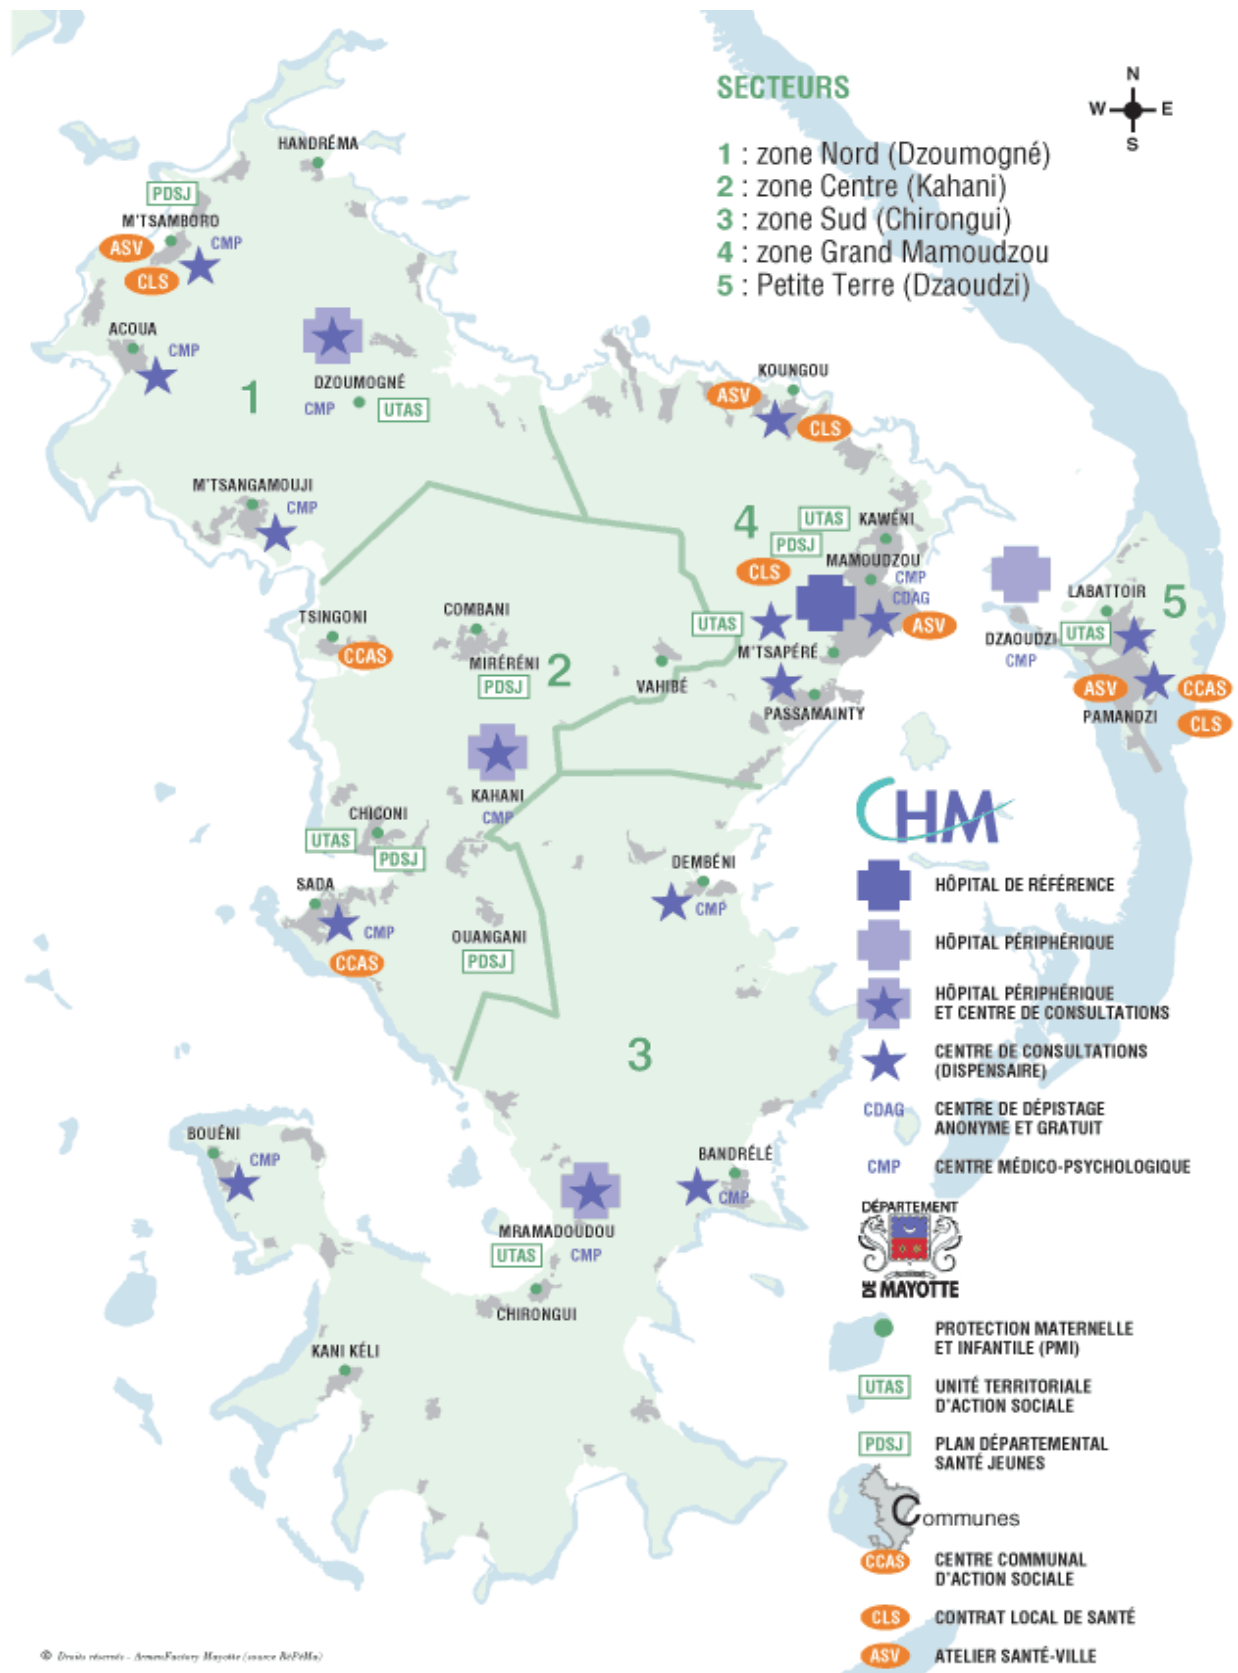 SECTEURS
1 : zone Nord (Dzoumogné)
2 : zone Centre (Kahani)
3 : zone Sud (Chirongui)
4 : zone Grand Mamoudzou
5 : Petite Terre (Dzaoudzi)
N
W E
S
HANDRÉMA
PDSJ
M'TSAMBORO
ASV
CMP
CLS
ACOUA
CMP
1
DZOUMOGNÉ
CMP
UTAS
M'TSANGAMOUJI
CMP
KOUNGOU
ASV
CLS
4
UTAS
KAWÉNI
PDSJ
CLS
MAMOUDZOU
CMP
CDAG
ASV
UTAS
M'TSAPÉRÉ
PASSAMAINTY
LABATTOIR
5
DZAOUDZI
UTAS
CMP
ASV
CCAS
PAMANDZI
CLS
TSINGONI
CCAS
COMBANI
MIRÉRÉNI
2
PDSJ
VAHIBÉ
KAHANI
CMP
CHICONI
UTAS
PDSJ
SADA
CMP
CCAS
OUANGANI
PDSJ
DEMBÉNI
CMP
3
BOUÉNI
CMP
BANDRÉLÉ
CMP
MRAMADOUDOU
UTAS
CMP
CHIRONGUI
KANI KÉLI
CHM
HÔPITAL DE RÉFÉRENCE
HÔPITAL PÉRIPHÉRIQUE
HÔPITAL PÉRIPHÉRIQUE
ET CENTRE DE CONSULTATIONS
CENTRE DE CONSULTATIONS
(DISPENSAIRE)
CDAG CENTRE DE DÉPISTAGE
ANONYME ET GRATUIT
CMP CENTRE MÉDICO-PSYCHOLOGIQUE
DÉPARTEMENT
DE MAYOTTE
PROTECTION MATERNELLE
ET INFANTILE (PMI)
UTAS UNITÉ TERRITORIALE
D'ACTION SOCIALE
PDSJ PLAN DÉPARTEMENTAL
SANTÉ JEUNES
Communes
CCAS CENTRE COMMUNAL
D'ACTION SOCIALE
CLS CONTRAT LOCAL DE SANTÉ
ASV ATELIER SANTÉ-VILLE
© Droits réservés - ArmenFactory Mayotte (source RéPéMa)